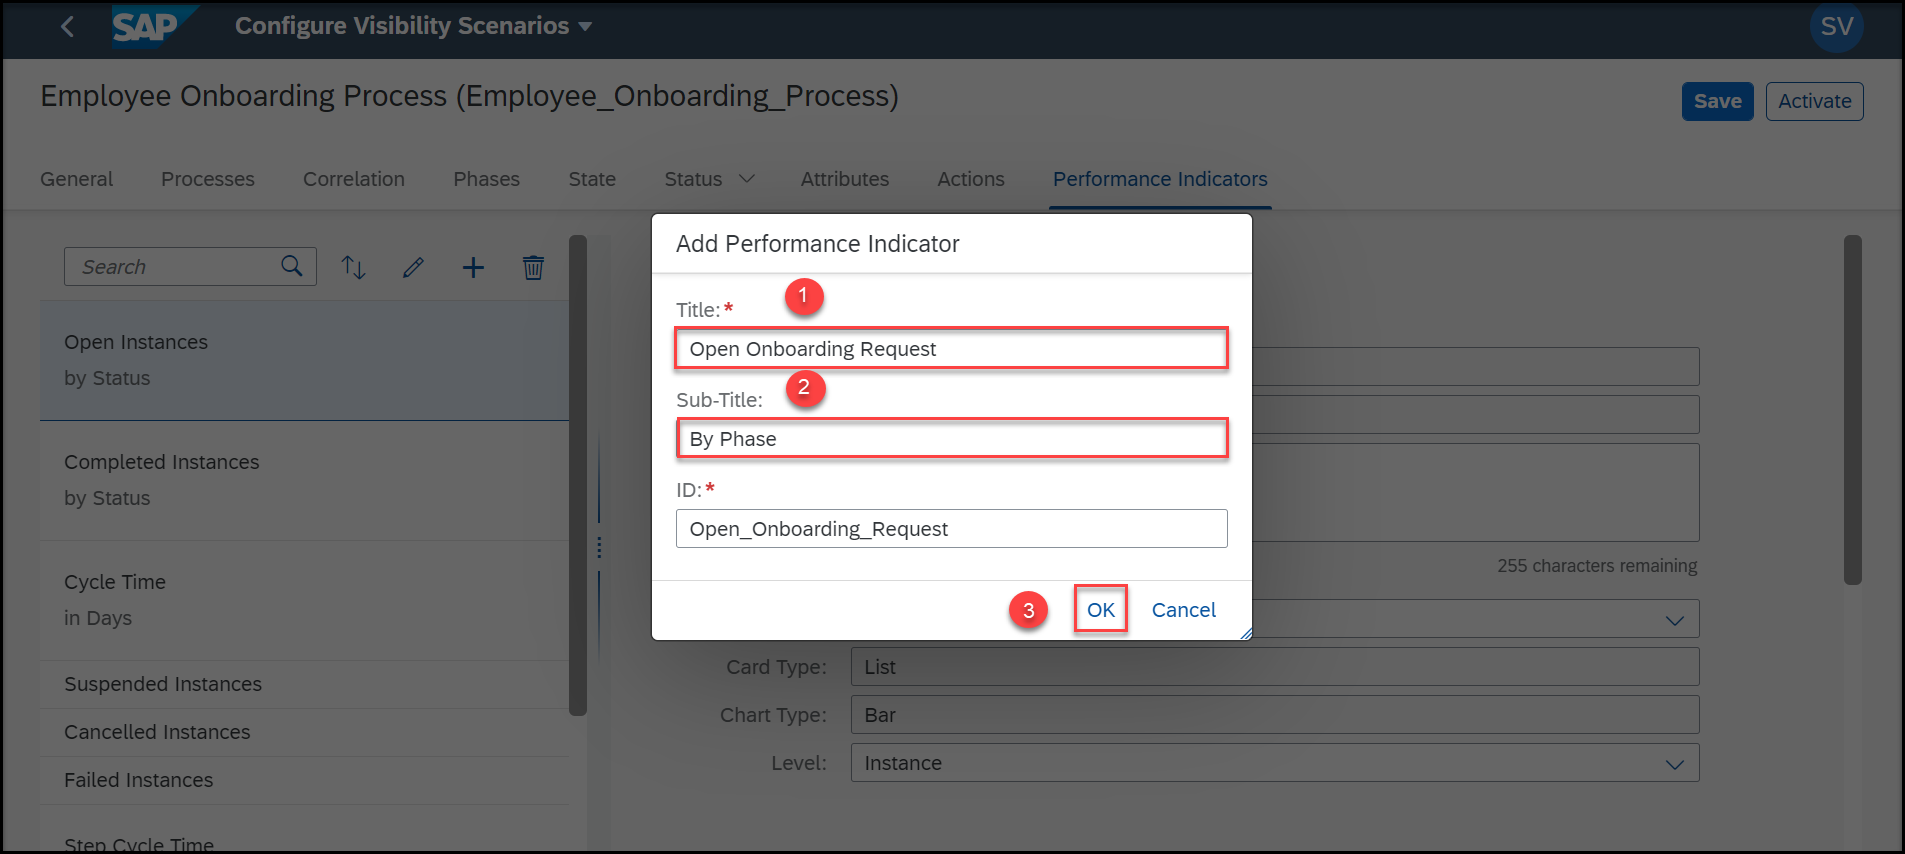 SAP Configure Visibility Scenarios SV
Employee Onboarding Process (Employee_Onboarding_Process)
Save Activate
General Processes Correlation Phases State Status Attributes Actions Performance Indicators
Search
Open Instances
by Status
Completed Instances
by Status
Cycle Time
in Days
Suspended Instances
Cancelled Instances
Failed Instances
Step Cycle Time
Add Performance Indicator
Title:* 1
Open Onboarding Request
Sub-Title: 2
By Phase
ID:*
Open_Onboarding_Request
3 OK Cancel
255 characters remaining
Card Type: List
Chart Type: Bar
Level: Instance